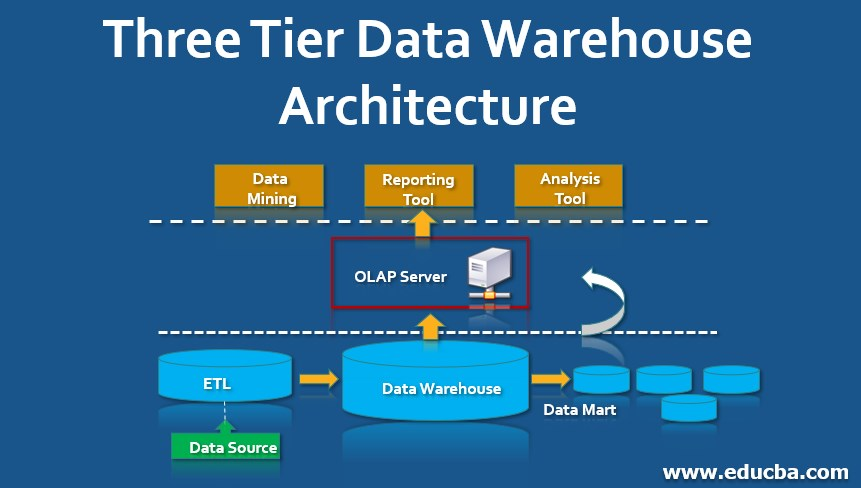 Three Tier Data Warehouse
Architecture
Data
Mining
Reporting
Tool
Analysis
Tool
OLAP Server
ETL
Data Warehouse
Data Mart
Data Source
www.educba.com